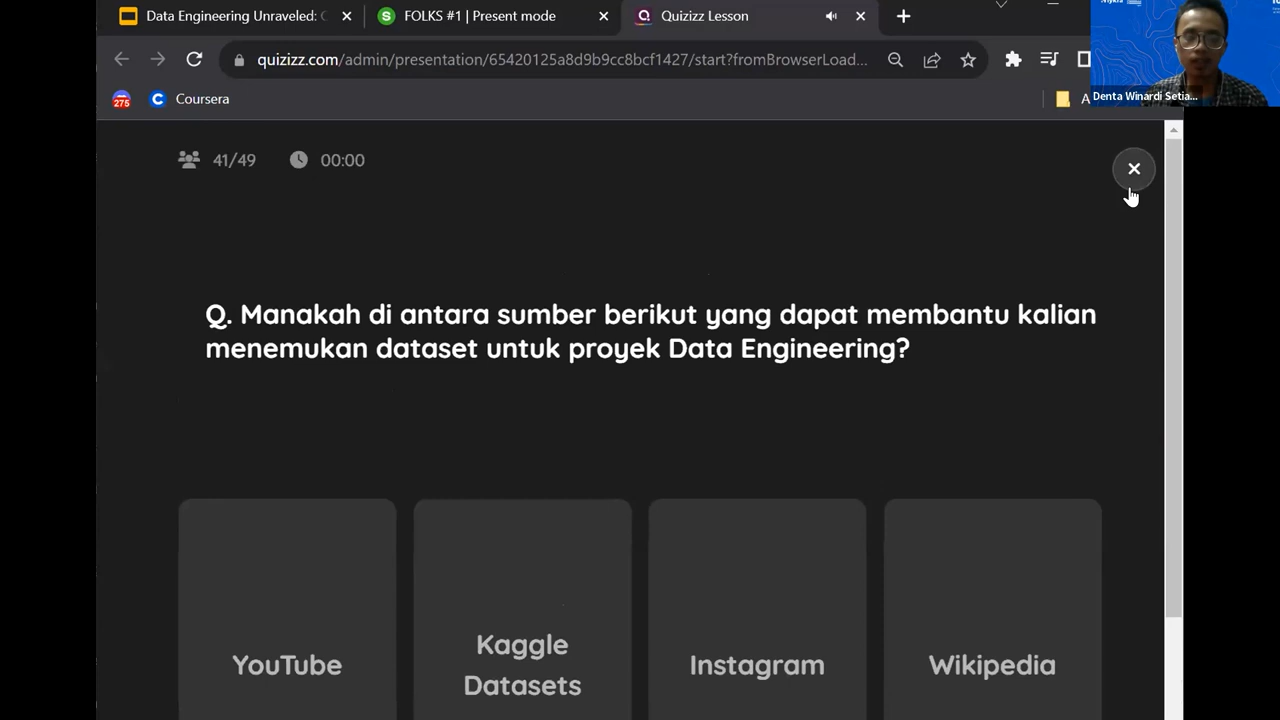 Data Engineering Unraveled:
FOLKS #1 | Present mode
Quizizz Lesson
quizizz.com/admin/presentation/65420125a8d9b9cc8bcf1427/start?fromBrowserLoad...
275
Coursera
A
Denta Winardi Setia...
41/49
00:00
Q. Manakah di antara sumber berikut yang dapat membantu kalian
menemukan dataset untuk proyek Data Engineering?
YouTube
Kaggle
Datasets
Instagram
Wikipedia